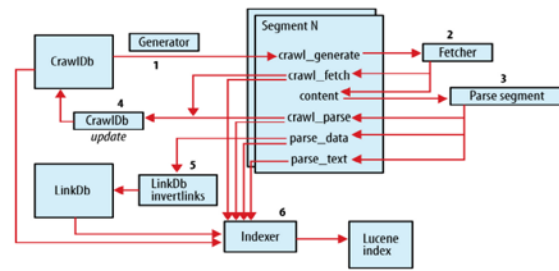 Segment N
Generator
2
CrawlDb
1
crawl_generate
Fetcher
crawl_fetch
3
content
Parse segment
4
CrawlDb
update
crawl_parse
parse_data
5
parse_text
LinkDb
LinkDb
invertlinks
6
Indexer
Lucene
index